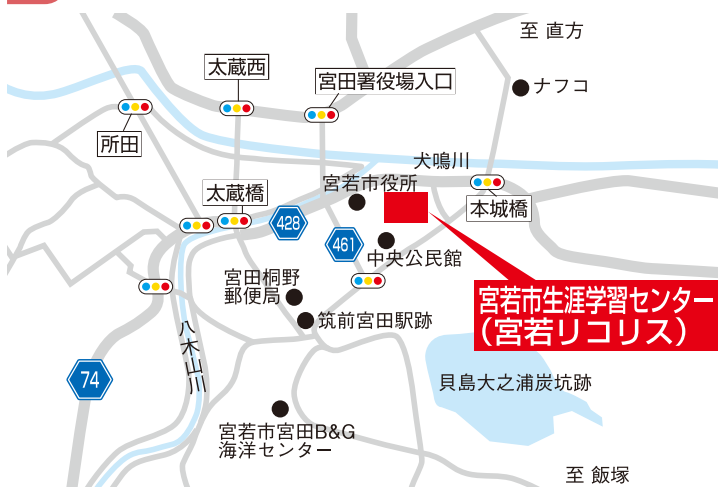 至 直方
太蔵西
宮田署役場入口
ナフコ
所田
犬鳴川
宮若市役所
太蔵橋
本城橋
428
461
中央公民館
宮田桐野
郵便局
宮若市生涯学習センター
（宮若リコリス）
筑前宮田駅跡
八木山川
74
貝島大之浦炭坑跡
宮若市宮田B&G
海洋センター
至 飯塚